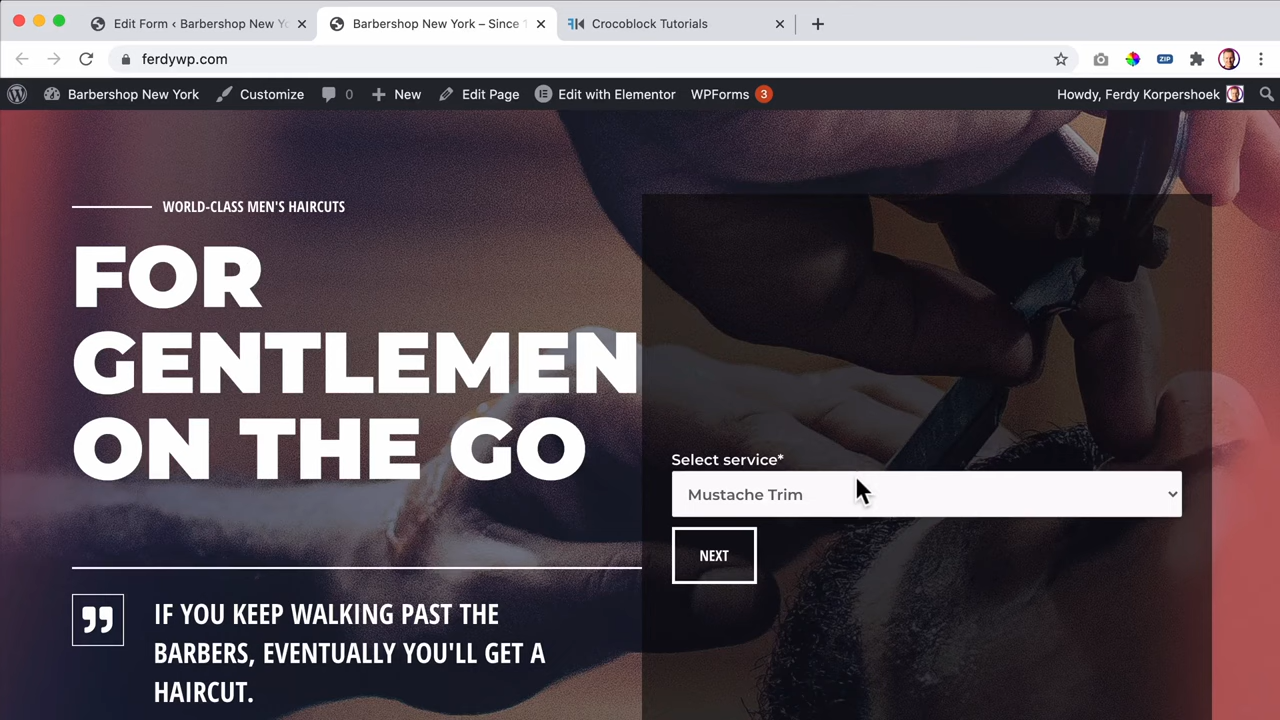 Edit Form ‹ Barbershop New Yo
Barbershop New York – Since 1
Crocoblock Tutorials
ferdywp.com
ZIP
Barbershop New York
Customize
0
New
Edit Page
Edit with Elementor
WPForms 3
Howdy, Ferdy Korpershoek
WORLD-CLASS MEN'S HAIRCUTS
FOR
GENTLEMEN
ON THE GO
IF YOU KEEP WALKING PAST THE
BARBERS, EVENTUALLY YOU'LL GET A
HAIRCUT.
Select service*
Mustache Trim
NEXT